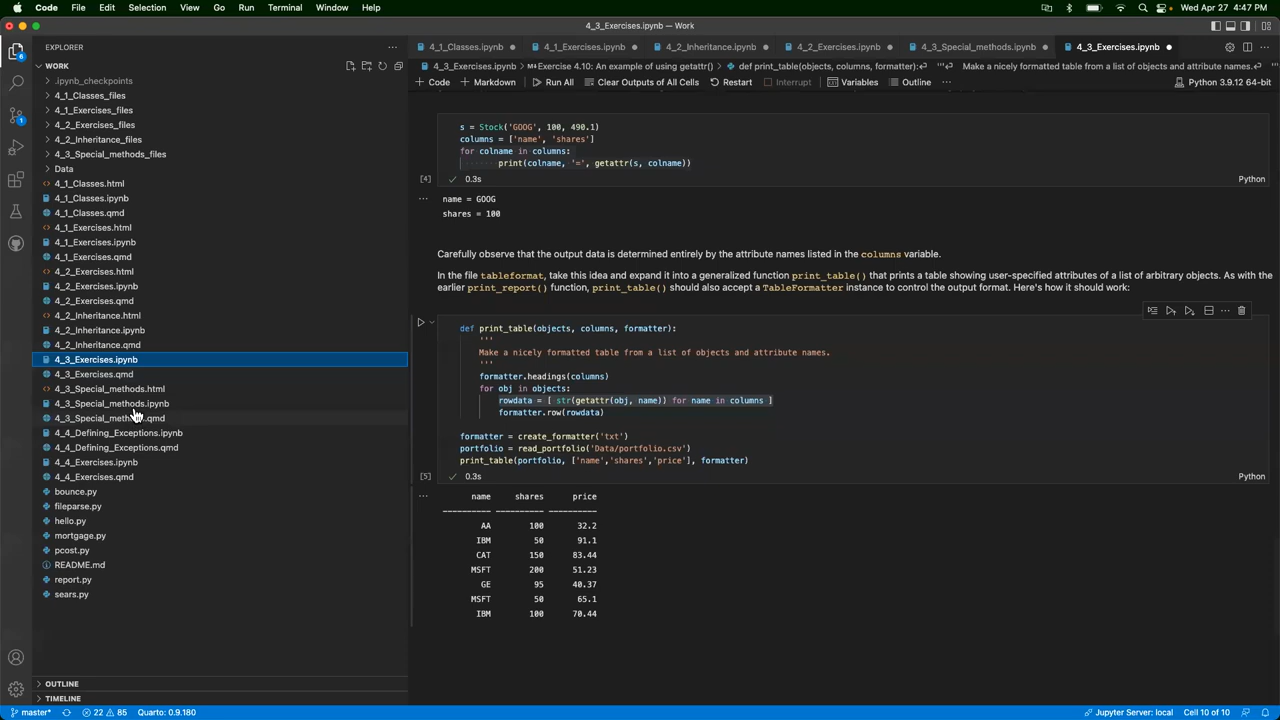 Code File Edit Selection View Go Run Terminal Window Help Wed Apr 27 4:47 PM
4_3_Exercises.ipynb — Work
EXPLORER
WORK
.ipynb_checkpoints
4_1_Classes_files
4_1_Exercises_files
4_2_Exercises_files
4_2_Inheritance_files
4_3_Special_methods_files
Data
4_1_Classes.html
4_1_Classes.ipynb
4_1_Classes.qmd
4_1_Exercises.html
4_1_Exercises.ipynb
4_1_Exercises.qmd
4_2_Exercises.html
4_2_Exercises.ipynb
4_2_Exercises.qmd
4_2_Inheritance.html
4_2_Inheritance.ipynb
4_2_Inheritance.qmd
4_3_Exercises.ipynb
4_3_Exercises.qmd
4_3_Special_methods.html
4_3_Special_methods.ipynb
4_3_Special_methods.qmd
4_4_Defining_Exceptions.ipynb
4_4_Defining_Exceptions.qmd
4_4_Exercises.ipynb
4_4_Exercises.qmd
bounce.py
fileparse.py
hello.py
mortgage.py
pcost.py
README.md
report.py
sears.py
OUTLINE
TIMELINE
4_1_Classes.ipynb 4_1_Exercises.ipynb 4_2_Inheritance.ipynb 4_2_Exercises.ipynb 4_3_Special_methods.ipynb 4_3_Exercises.ipynb
4_3_Exercises.ipynb > Exercise 4.10: An example of using getattr() > def print_table(objects, columns, formatter):↵ ''' Make a nicely formatted table from a list of objects and attribute names.↵
+ Code + Markdown Run All Clear Outputs of All Cells Restart Interrupt Variables Outline ... Python 3.9.12 64-bit
s = Stock('GOOG', 100, 490.1)
columns = ['name', 'shares']
for colname in columns:
print(colname, '=', getattr(s, colname))
[4] 0.3s Python
name = GOOG
shares = 100
Carefully observe that the output data is determined entirely by the attribute names listed in the columns variable.
In the file tableformat, take this idea and expand it into a generalized function print_table() that prints a table showing user-specified attributes of a list of arbitrary objects. As with the
earlier print_report() function, print_table() should also accept a TableFormatter instance to control the output format. Here's how it should work:
def print_table(objects, columns, formatter):
'''
Make a nicely formatted table from a list of objects and attribute names.
'''
formatter.headings(columns)
for obj in objects:
rowdata = [ str(getattr(obj, name)) for name in columns ]
formatter.row(rowdata)
formatter = create_formatter('txt')
portfolio = read_portfolio('Data/portfolio.csv')
print_table(portfolio, ['name','shares','price'], formatter)
[5] 0.3s Python
name shares price
---------- ---------- ----------
AA 100 32.2
IBM 50 91.1
CAT 150 83.44
MSFT 200 51.23
GE 95 40.37
MSFT 50 65.1
IBM 100 70.44
master* 22 85 Quarto: 0.9.180 Jupyter Server: local Cell 10 of 10